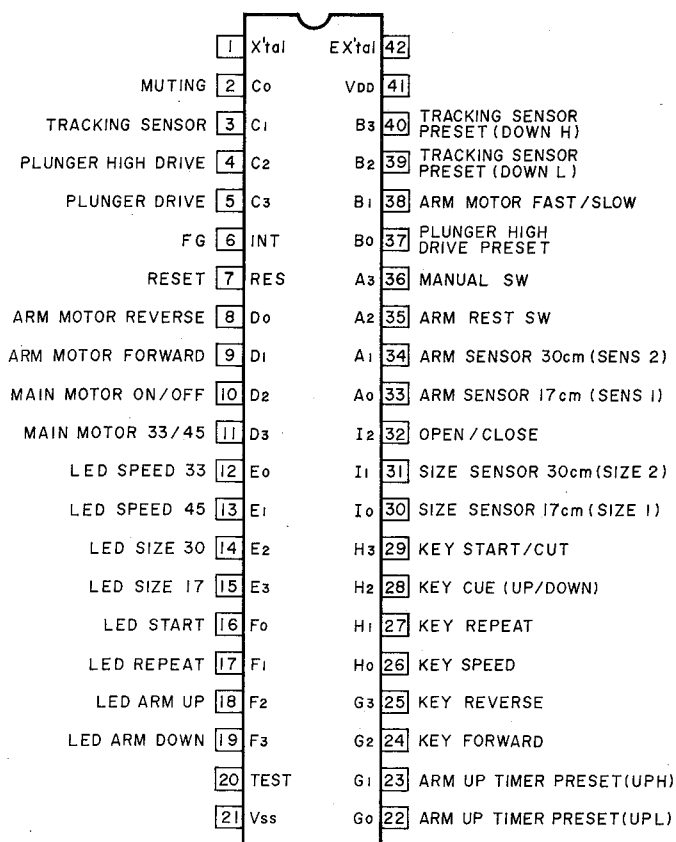 1 X'tal EX'tal 42
MUTING 2 C0 VDD 41
TRACKING SENSOR 3 C1 B3 40 TRACKING SENSOR
PRESET (DOWN H)
PLUNGER HIGH DRIVE 4 C2 B2 39 TRACKING SENSOR
PRESET (DOWN L)
PLUNGER DRIVE 5 C3 B1 38 ARM MOTOR FAST/SLOW
FG 6 INT B0 37 PLUNGER HIGH
DRIVE PRESET
RESET 7 RES A3 36 MANUAL SW
ARM MOTOR REVERSE 8 D0 A2 35 ARM REST SW
ARM MOTOR FORWARD 9 D1 A1 34 ARM SENSOR 30cm (SENS 2)
MAIN MOTOR ON/OFF 10 D2 A0 33 ARM SENSOR 17cm (SENS 1)
MAIN MOTOR 33/45 11 D3 I2 32 OPEN/CLOSE
LED SPEED 33 12 E0 I1 31 SIZE SENSOR 30cm (SIZE 2)
LED SPEED 45 13 E1 I0 30 SIZE SENSOR 17cm (SIZE 1)
LED SIZE 30 14 E2 H3 29 KEY START/CUT
LED SIZE 17 15 E3 H2 28 KEY CUE (UP/DOWN)
LED START 16 F0 H1 27 KEY REPEAT
LED REPEAT 17 F1 H0 26 KEY SPEED
LED ARM UP 18 F2 G3 25 KEY REVERSE
LED ARM DOWN 19 F3 G2 24 KEY FORWARD
20 TEST G1 23 ARM UP TIMER PRESET (UPH)
21 Vss G0 22 ARM UP TIMER PRESET (UPL)